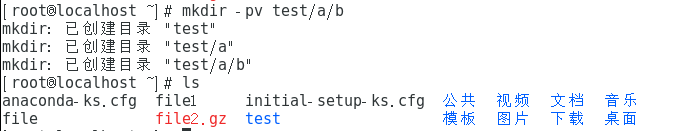 [root@localhost ~]# mkdir -pv test/a/b
mkdir: 已创建目录 "test"
mkdir: 已创建目录 "test/a"
mkdir: 已创建目录 "test/a/b"
[root@localhost ~]# ls
anaconda-ks.cfg file1 initial-setup-ks.cfg 公共 视频 文档 音乐
file file2.gz test 模板 图片 下载 桌面